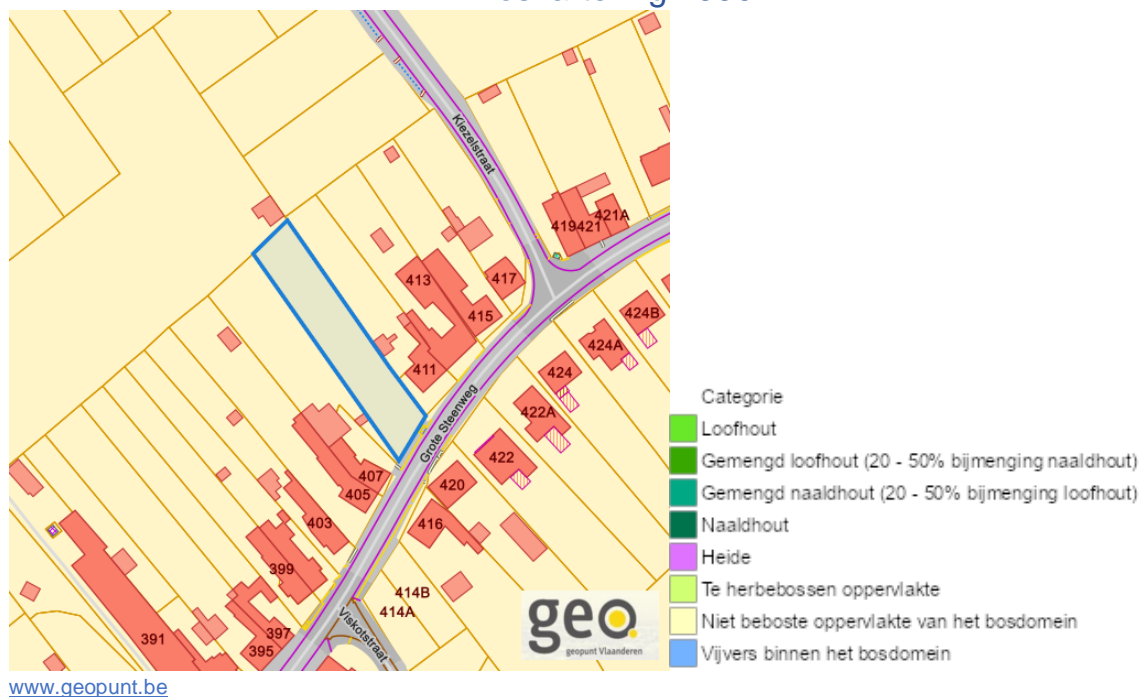 Kiezelstraat
419
421
421A
413
417
415
424B
424A
411
424
422A
Grote Steenweg
422
407
420
405
403
416
399
414B
414A
397
391
395
Viskotstraat
geo.
geopunt Vlaanderen
Categorie
Loofhout
Gemengd loofhout (20 - 50% bijmenging naaldhout)
Gemengd naaldhout (20 - 50% bijmenging loofhout)
Naaldhout
Heide
Te herbebossen oppervlakte
Niet beboste oppervlakte van het bosdomein
Vijvers binnen het bosdomein
www.geopunt.be